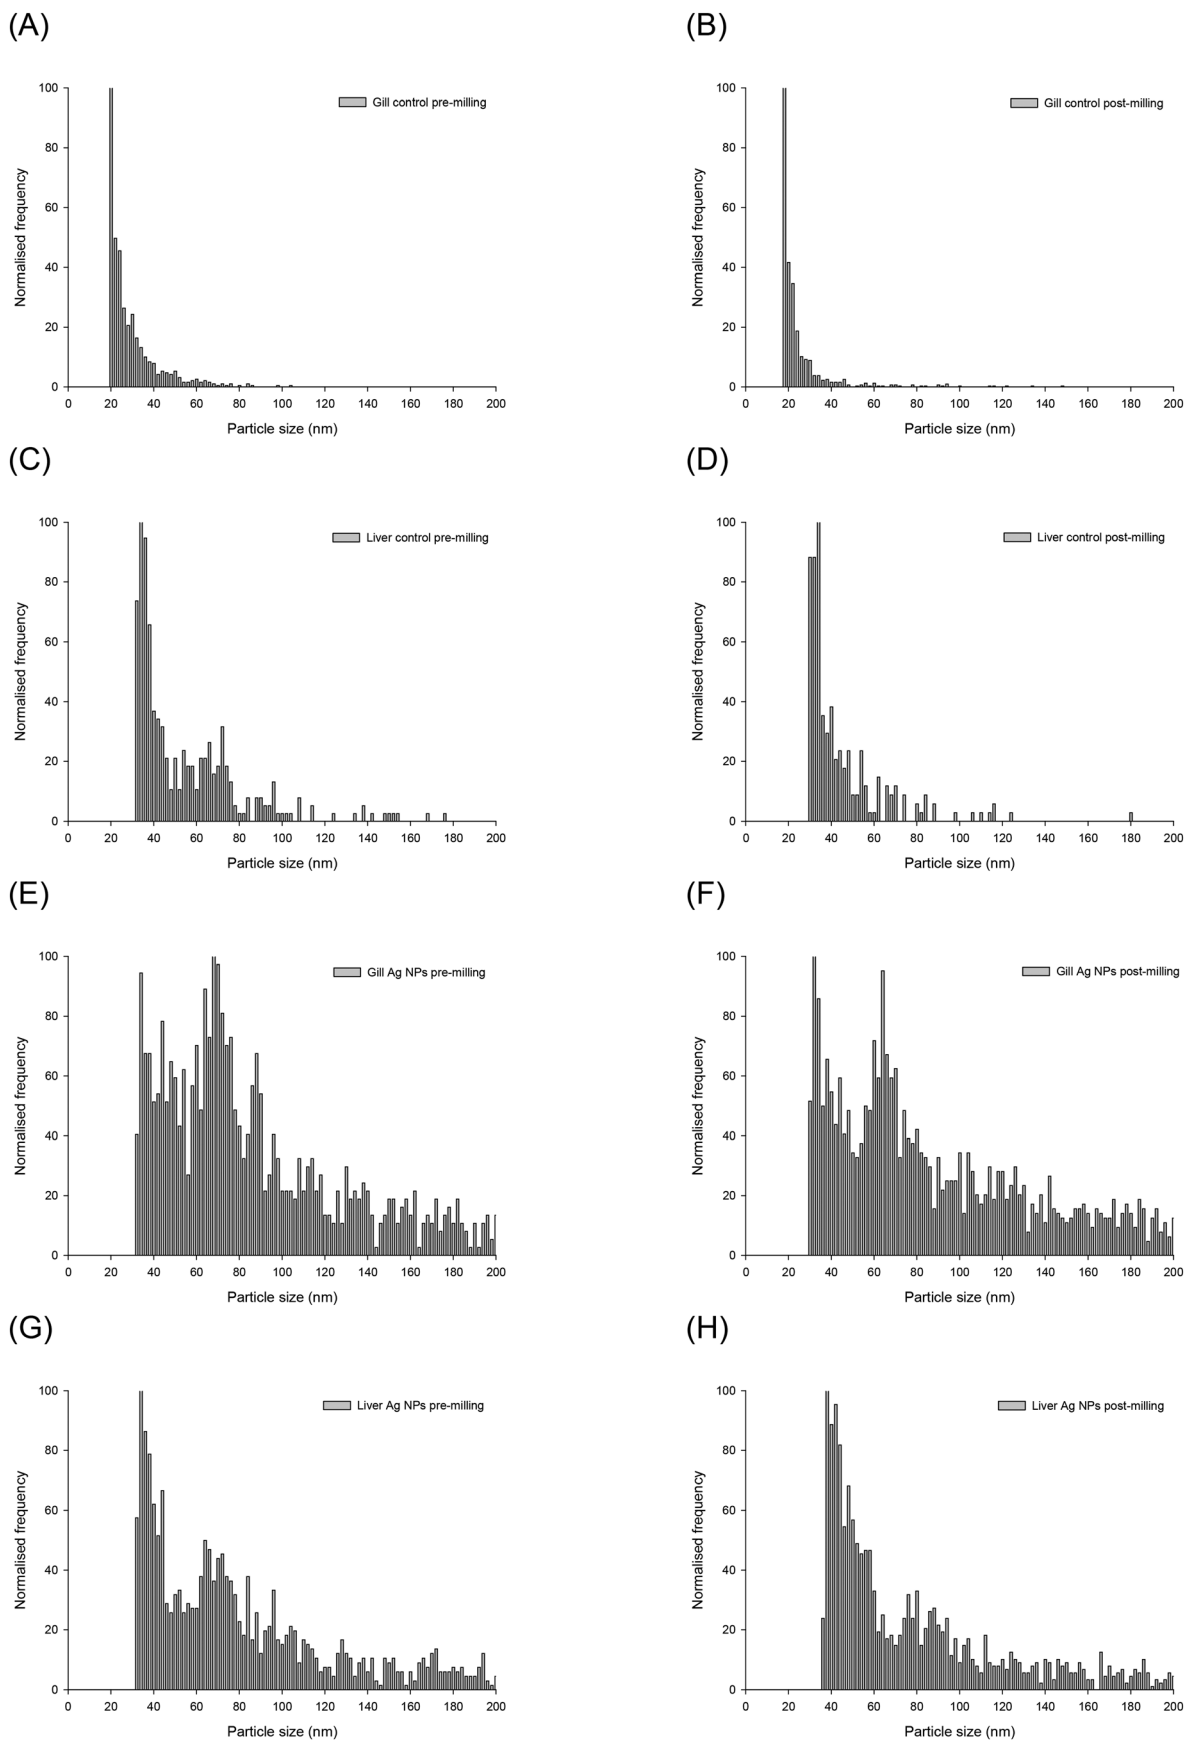 (A)
(B)
Gill control pre-milling
Gill control post-milling
Normalised frequency
Normalised frequency
100
80
60
40
20
0
100
80
60
40
20
0
0 20 40 60 80 100 120 140 160 180 200
0 20 40 60 80 100 120 140 160 180 200
Particle size (nm)
Particle size (nm)
(C)
(D)
Liver control pre-milling
Liver control post-milling
Normalised frequency
Normalised frequency
100
80
60
40
20
0
100
80
60
40
20
0
0 20 40 60 80 100 120 140 160 180 200
0 20 40 60 80 100 120 140 160 180 200
Particle size (nm)
Particle size (nm)
(E)
(F)
Gill Ag NPs pre-milling
Gill Ag NPs post-milling
Normalised frequency
Normalised frequency
100
80
60
40
20
0
100
80
60
40
20
0
0 20 40 60 80 100 120 140 160 180 200
0 20 40 60 80 100 120 140 160 180 200
Particle size (nm)
Particle size (nm)
(G)
(H)
Liver Ag NPs pre-milling
Liver Ag NPs post-milling
Normalised frequency
Normalised frequency
100
80
60
40
20
0
100
80
60
40
20
0
0 20 40 60 80 100 120 140 160 180 200
0 20 40 60 80 100 120 140 160 180 200
Particle size (nm)
Particle size (nm)